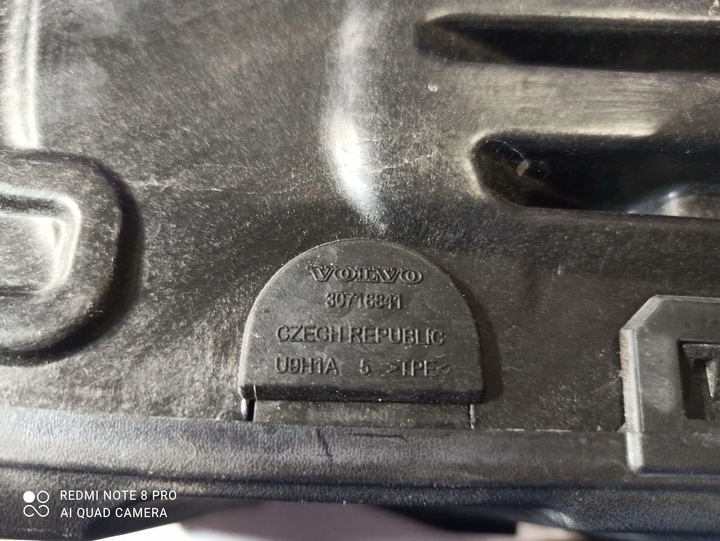 VOLVO
30716841
CZECH REPUBLIC
U9H1A 5 >TPE<
REDMI NOTE 8 PRO
AI QUAD CAMERA